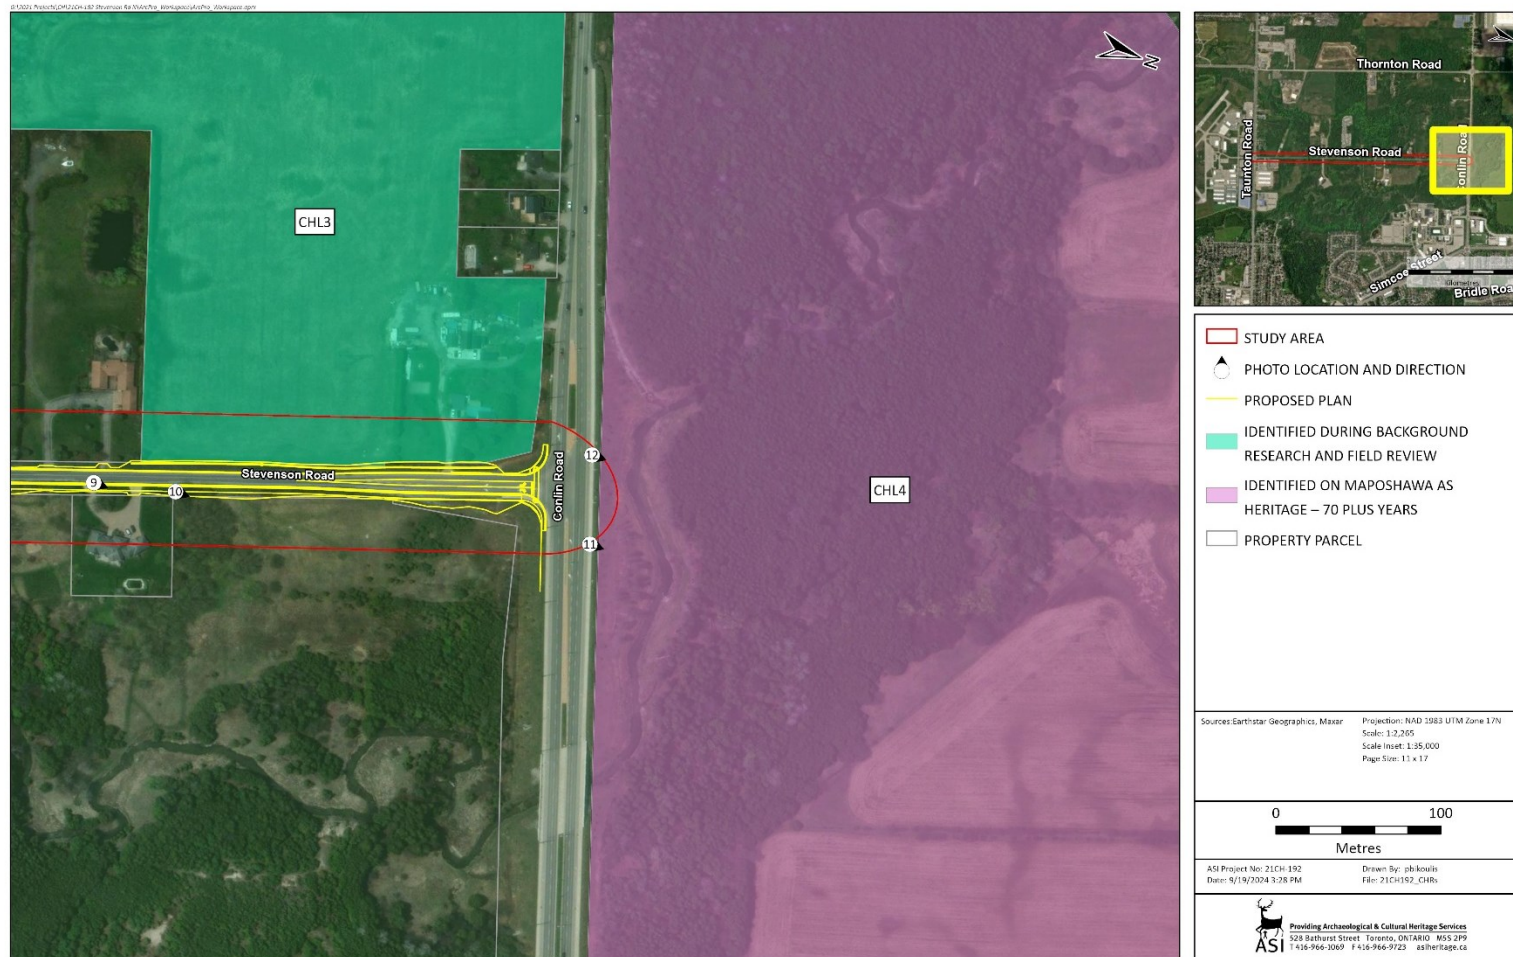 CHL3
CHL4
N
Stevenson Road
Conlin Road
9
10
11
12
Thornton Road
Taunton Road
Stevenson Road
Conlin Road
Simcoe Street
Kilometres
Bridle Roa
STUDY AREA
PHOTO LOCATION AND DIRECTION
PROPOSED PLAN
IDENTIFIED DURING BACKGROUND
RESEARCH AND FIELD REVIEW
IDENTIFIED ON MAPOSHAWA AS
HERITAGE – 70 PLUS YEARS
PROPERTY PARCEL
Sources:Earthstar Geographics, Maxar
Projection: NAD 1983 UTM Zone 17N
Scale: 1:2,265
Scale Inset: 1:35,000
Page Size: 11 x 17
0 100
Metres
ASI Project No: 21CH-192
Date: 9/19/2024 3:28 PM
Drawn By: pbikoulis
File: 21CH192_CHRs
ASI
Providing Archaeological & Cultural Heritage Services
528 Bathurst Street Toronto, ONTARIO M5S 2P9
T 416-966-1069 F 416-966-9723 asiheritage.ca